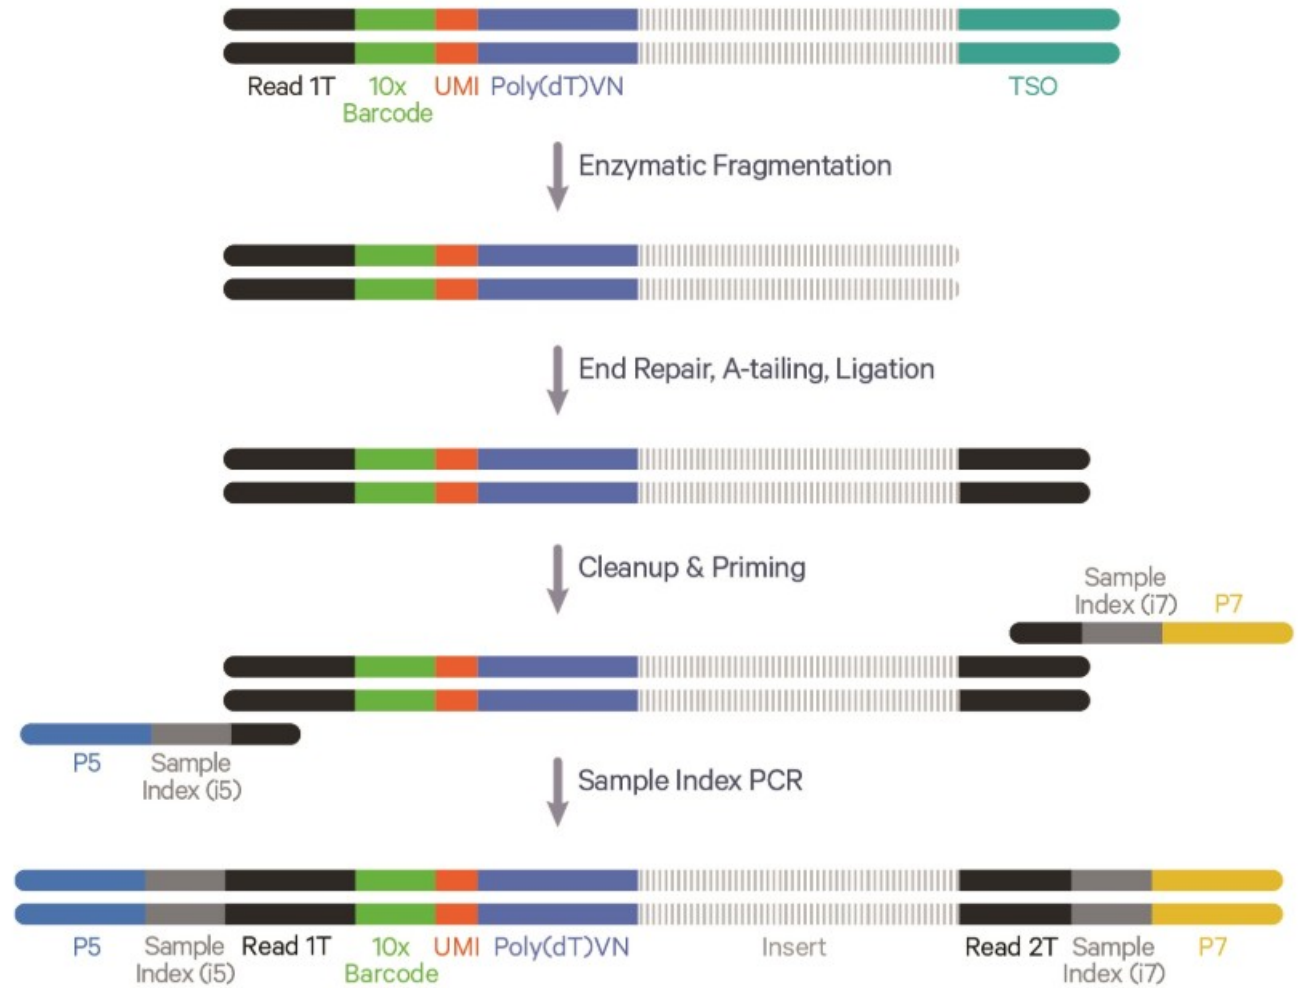 Read 1T 10x UMI Poly(dT)VN TSO
Barcode
Enzymatic Fragmentation
End Repair, A-tailing, Ligation
Cleanup & Priming
Sample
Index (i7) P7
P5 Sample
Index (i5)
Sample Index PCR
P5 Sample Read 1T 10x UMI Poly(dT)VN Insert Read 2T Sample P7
Index (i5) Barcode Index (i7)